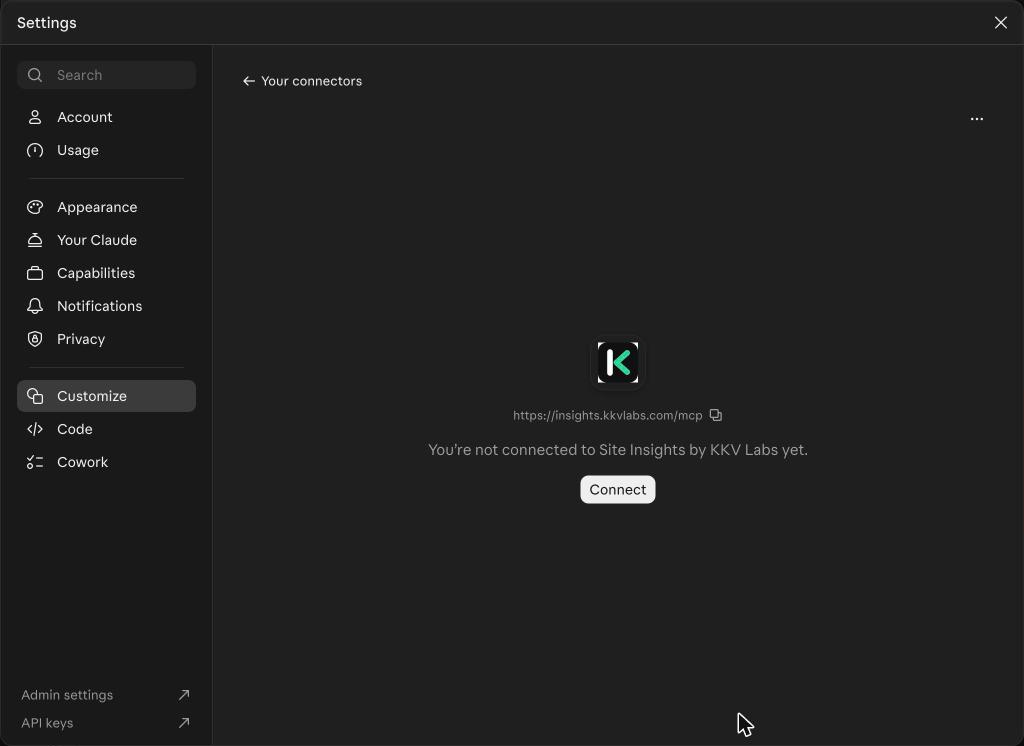 Settings
Search
Account
Usage
Appearance
Your Claude
Capabilities
Notifications
Privacy
Customize
Code
Cowork
Admin settings
API keys
Your connectors
https://insights.kkvlabs.com/mcp
You’re not connected to Site Insights by KKV Labs yet.
Connect